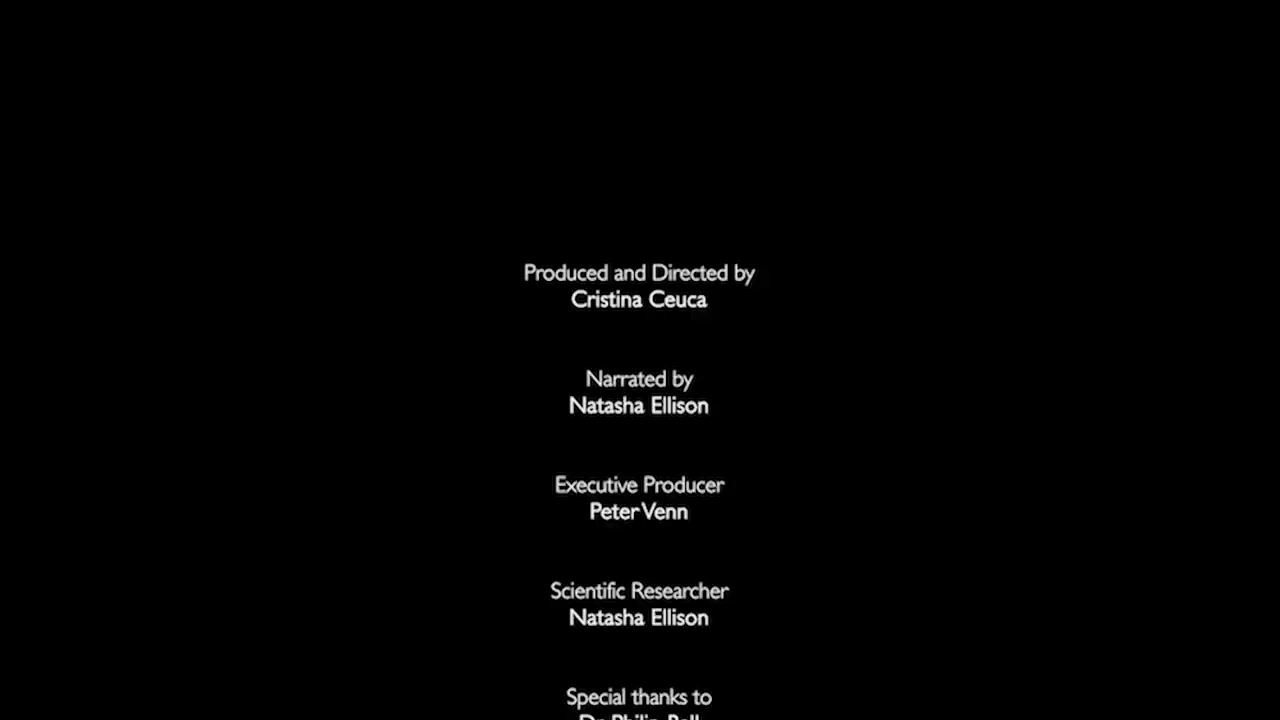 Produced and Directed by
Cristina Ceuca
Narrated by
Natasha Ellison
Executive Producer
Peter Venn
Scientific Researcher
Natasha Ellison
Special thanks to